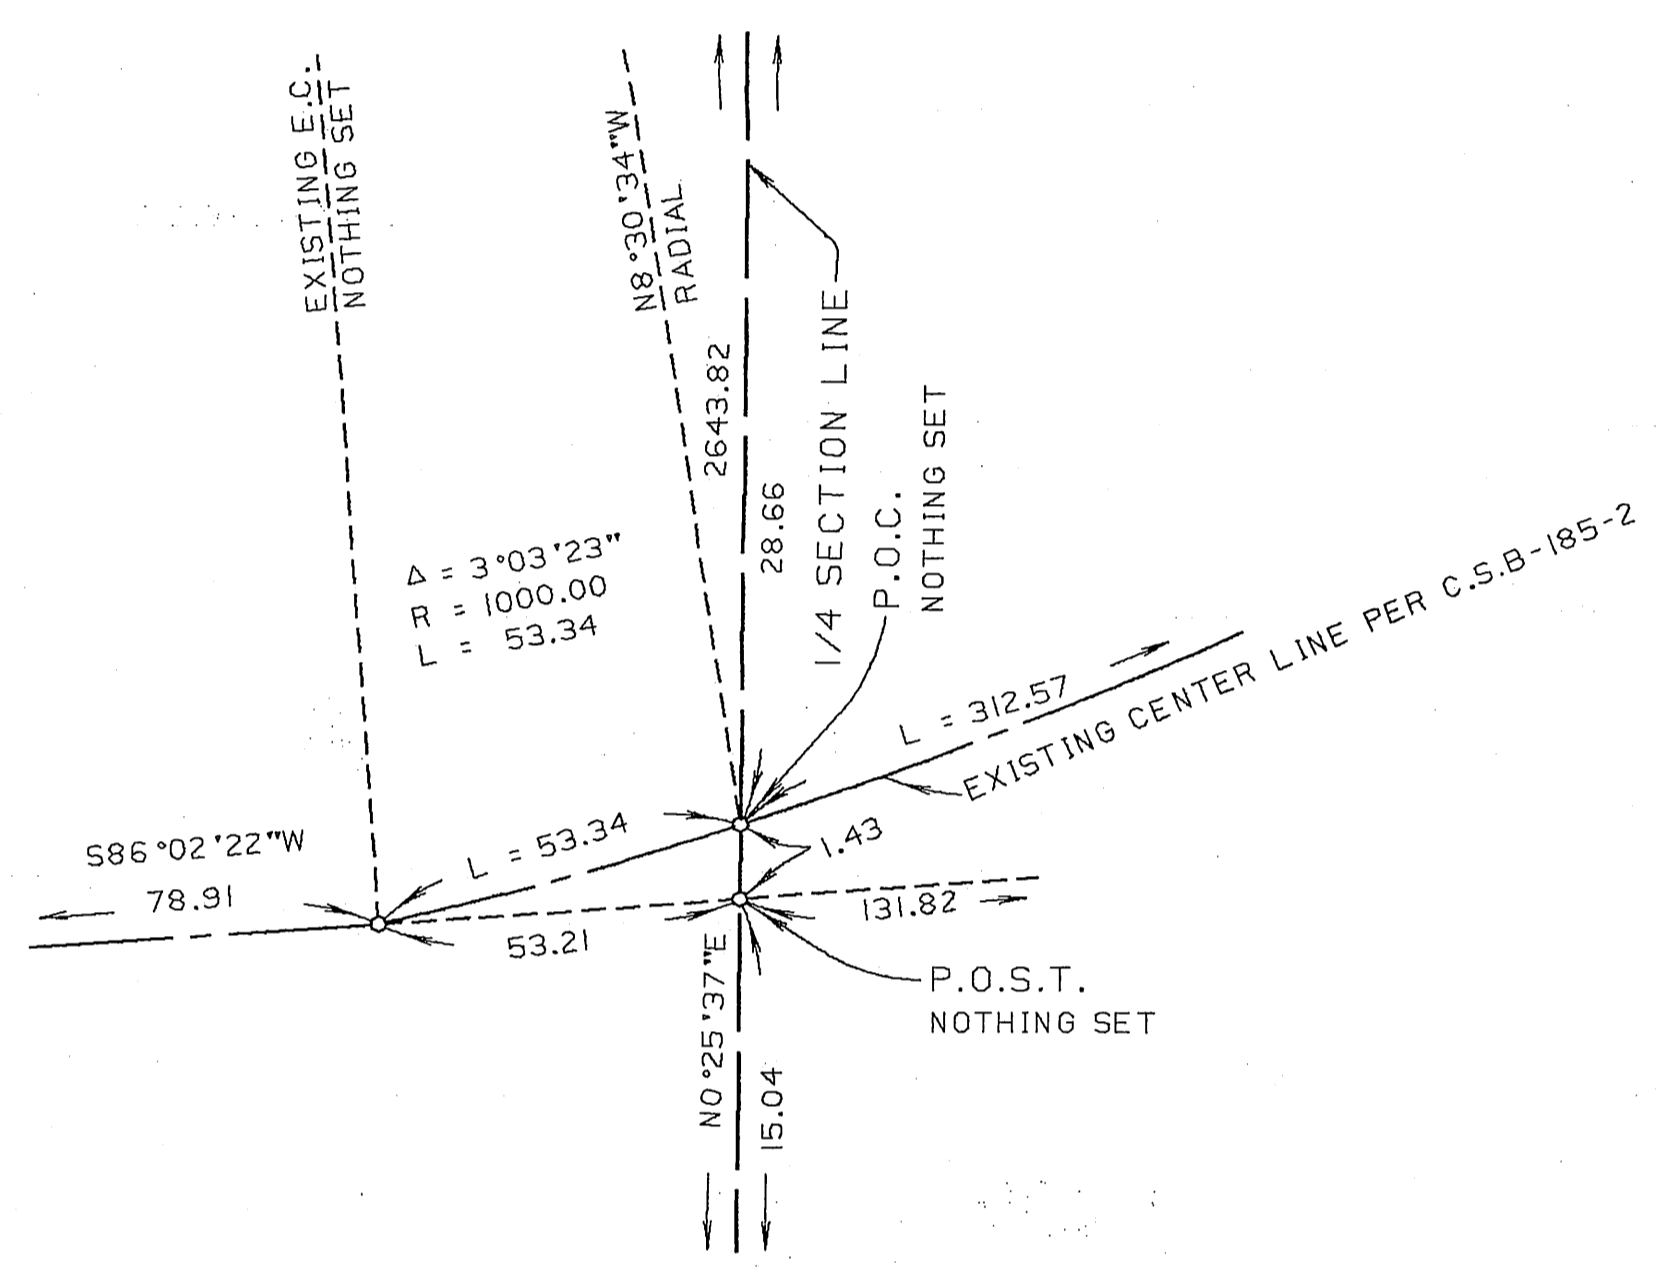 EXISTING E.C.
NOTHING SET
N8°30'34"W
RADIAL
2643.82
28.66
1/4 SECTION LINE
P.O.C.
NOTHING SET
Δ = 3°03'23"
R = 1000.00
L = 53.34
L = 312.57
EXISTING CENTER LINE PER C.S.B-185-2
S86°02'22"W
78.91
L = 53.34
1.43
53.21
131.82
P.O.S.T.
NOTHING SET
N0°25'37"E
15.04